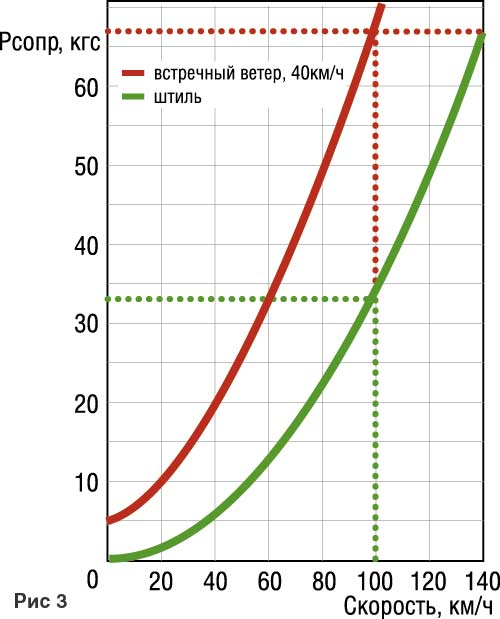 Рсопр, кгс
встречный ветер, 40км/ч
штиль
60
50
40
30
20
10
0
20 40 60 80 100 120 140
Скорость, км/ч
Рис 3